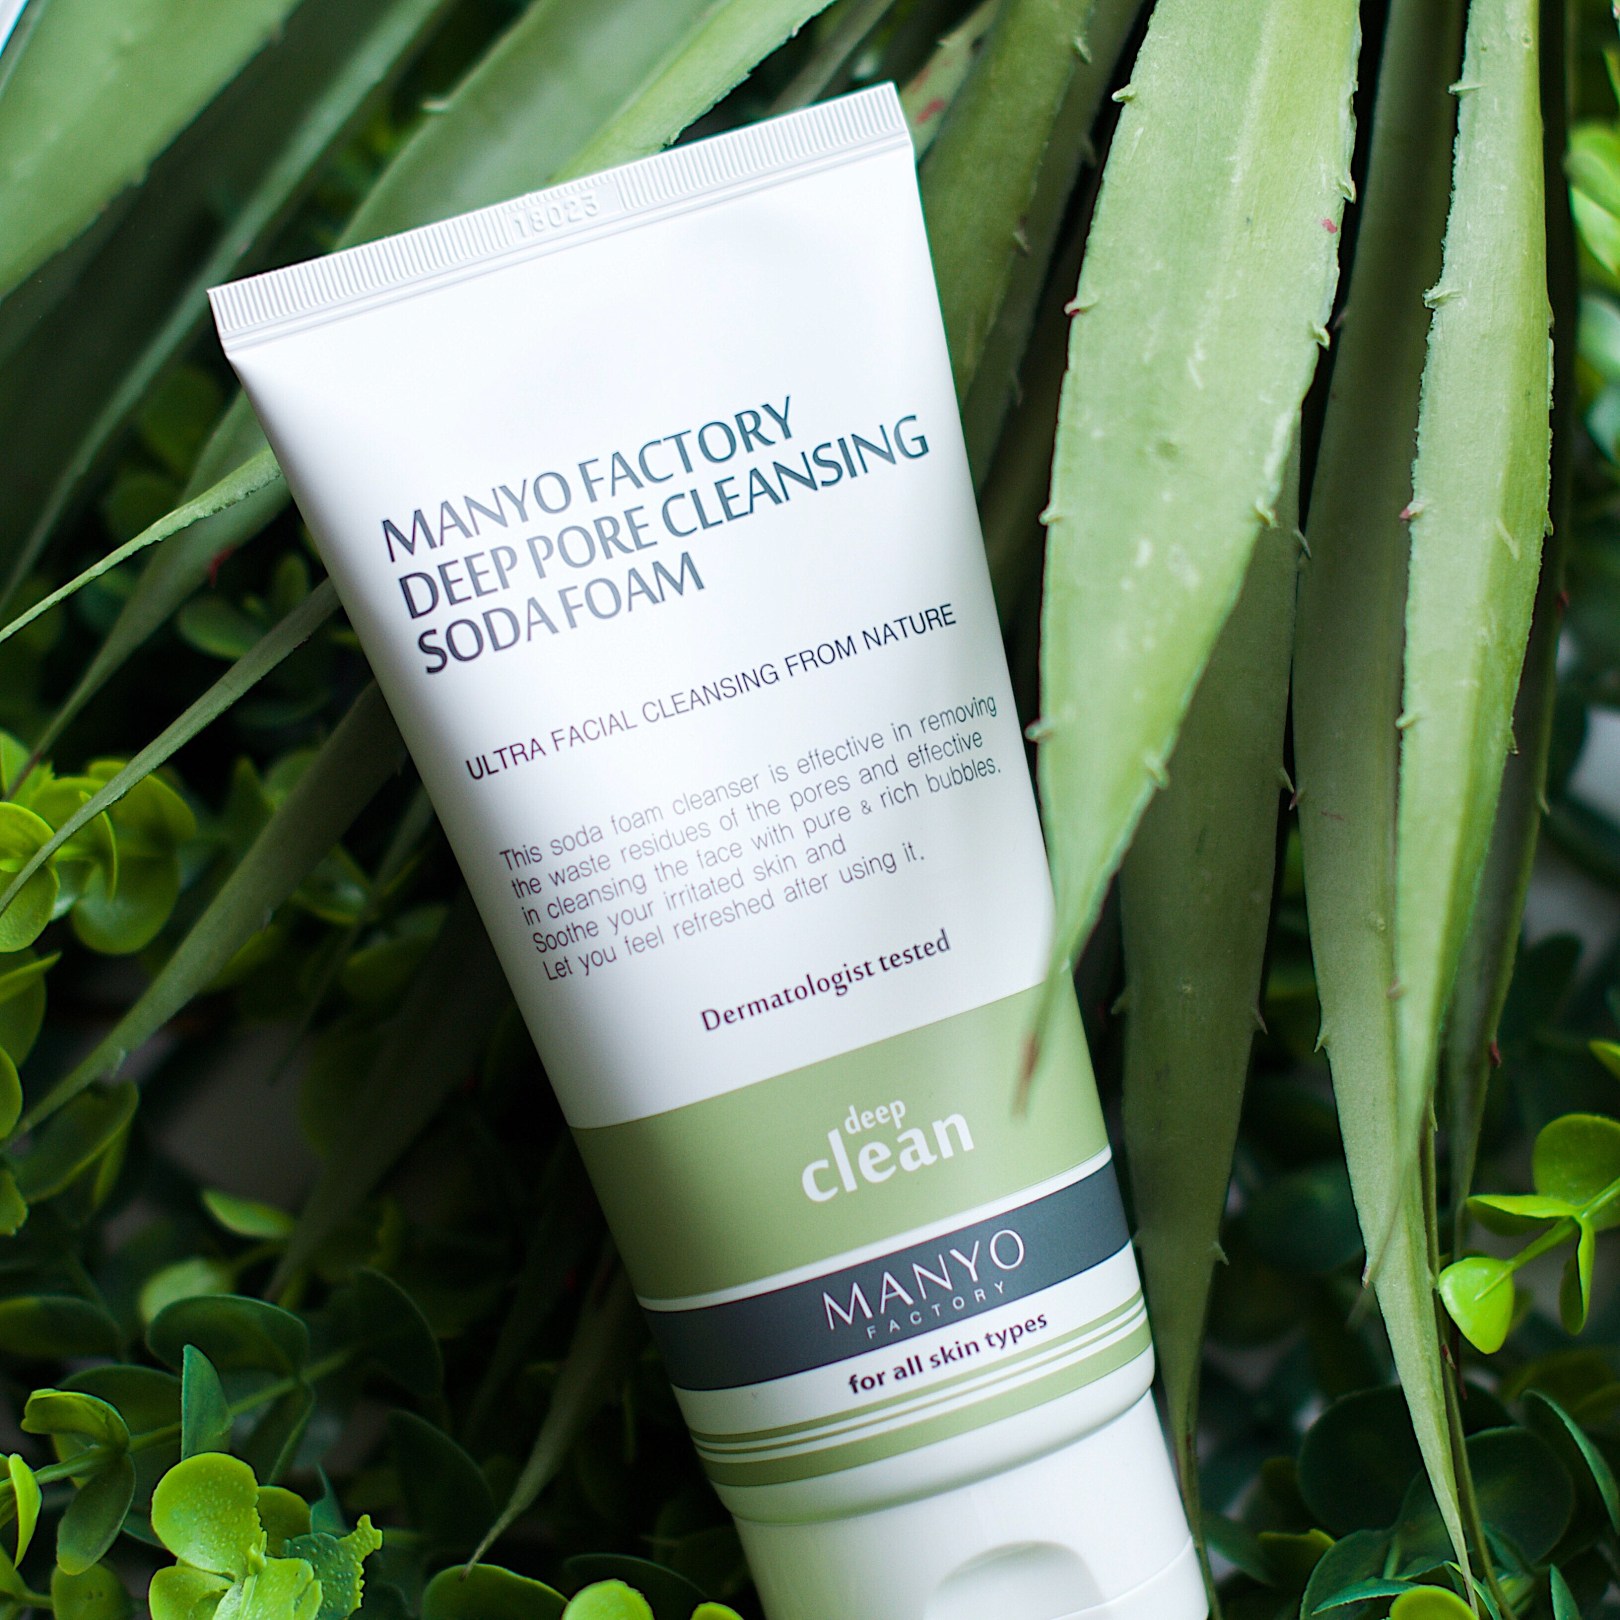 18023
MANYO FACTORY
DEEP PORE CLEANSING
SODA FOAM
ULTRA FACIAL CLEANSING FROM NATURE
This soda foam cleanser is effective in removing
the waste residues of the pores and effective
in cleansing the face with pure & rich bubbles.
Soothe your irritated skin and
Let you feel refreshed after using it.
Dermatologist tested
deep
clean
MANYO
FACTORY
for all skin types